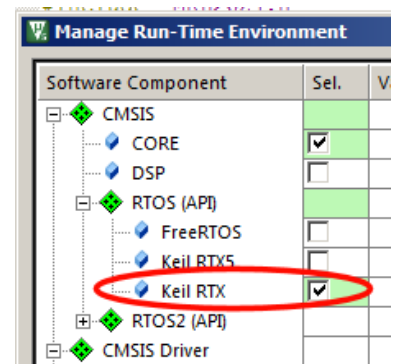 Manage Run-Time Environment
Software Component Sel.
CMSIS
CORE
DSP
RTOS (API)
FreeRTOS
Keil RTX5
Keil RTX
RTOS2 (API)
CMSIS Driver